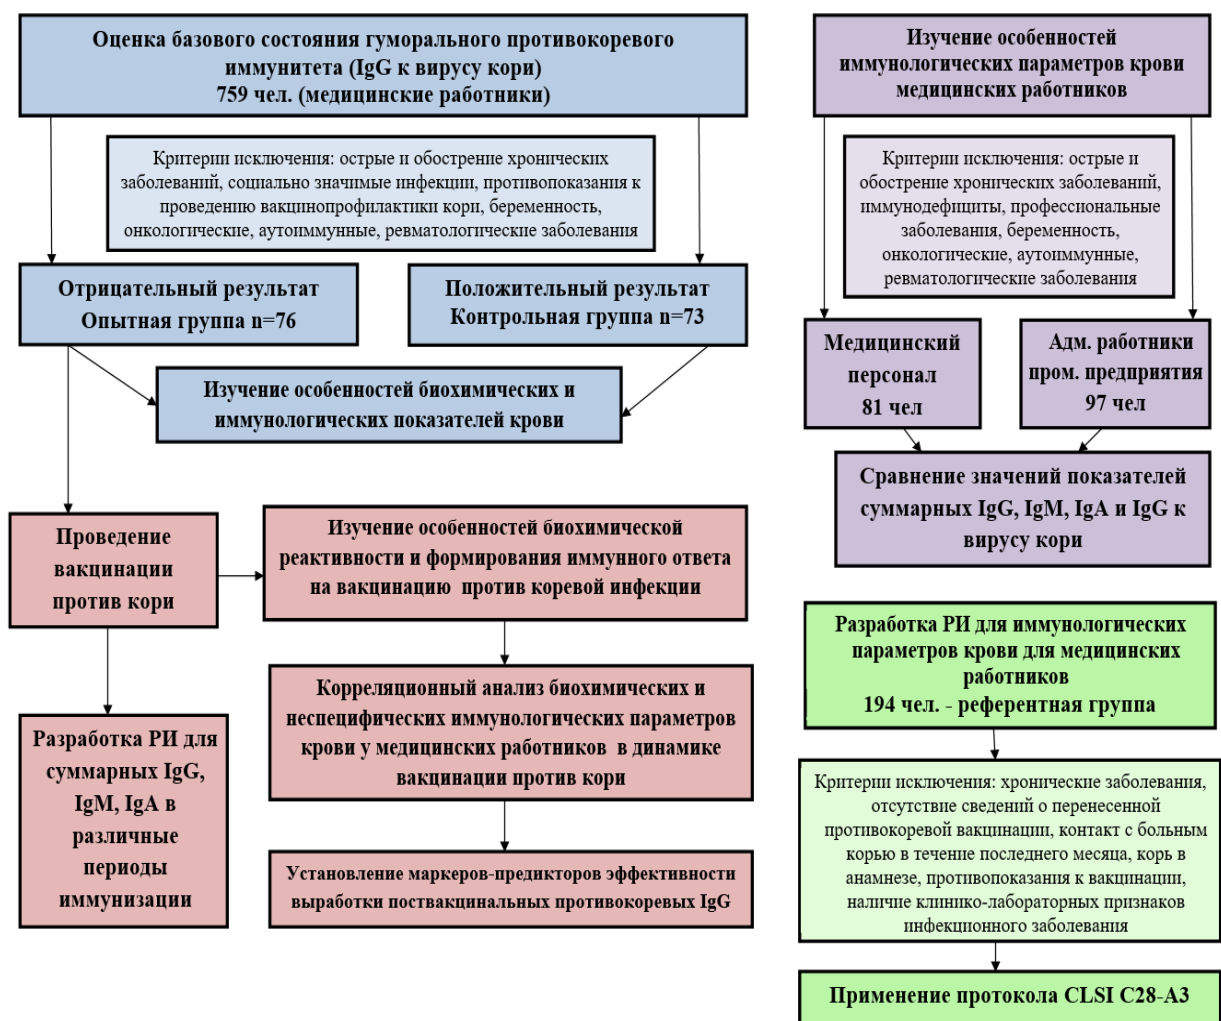 Оценка базового состояния гуморального противокоревого
иммунитета (IgG к вирусу кори)
759 чел. (медицинские работники)
Критерии исключения: острые и обострение хронических
заболеваний, социально значимые инфекции, противопоказания к
проведению вакцинопрофилактики кори, беременность,
онкологические, аутоиммунные, ревматологические заболевания
Отрицательный результат
Опытная группа n=76
Положительный результат
Контрольная группа n=73
Изучение особенностей биохимических и
иммунологических показателей крови
Проведение
вакцинации
против кори
Изучение особенностей биохимической
реактивности и формирования иммунного ответа
на вакцинацию против коревой инфекции
Разработка РИ для
суммарных IgG,
IgM, IgA в
различные
периоды
иммунизации
Корреляционный анализ биохимических и
неспецифических иммунологических параметров
крови у медицинских работников в динамике
вакцинации против кори
Установление маркеров-предикторов эффективности
выработки поствакцинальных противокоревых IgG
Изучение особенностей
иммунологических параметров крови
медицинских работников
Критерии исключения: острые и
обострение хронических заболеваний,
иммунодефициты, профессиональные
заболевания, беременность,
онкологические, аутоиммунные,
ревматологические заболевания
Медицинский
персонал
81 чел
Адм. работники
пром. предприятия
97 чел
Сравнение значений показателей
суммарных IgG, IgM, IgA и IgG к
вирусу кори
Разработка РИ для иммунологических
параметров крови для медицинских
работников
194 чел. - референтная группа
Критерии исключения: хронические заболевания,
отсутствие сведений о перенесенной
противокоревой вакцинации, контакт с больным
корью в течение последнего месяца, корь в
анамнезе, противопоказания к вакцинации,
наличие клинико-лабораторных признаков
инфекционного заболевания
Применение протокола CLSI C28-A3